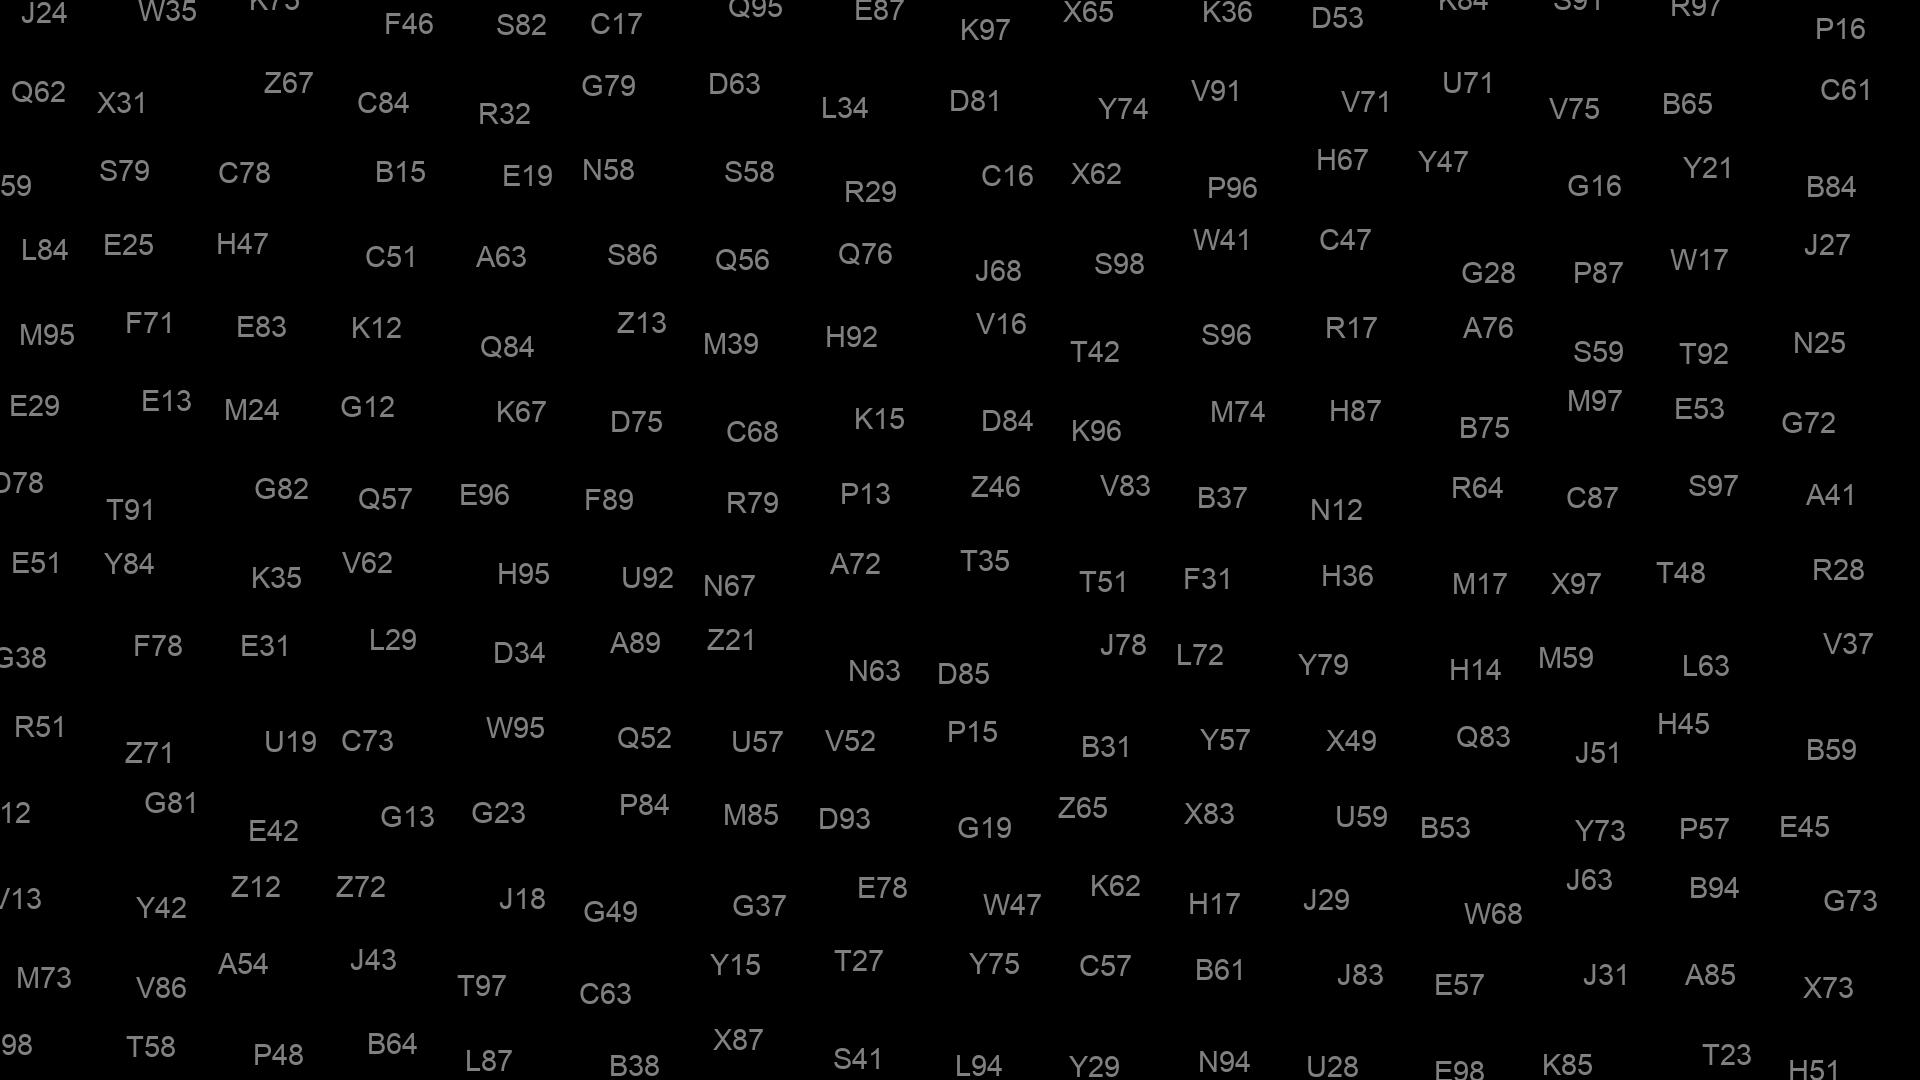 J24 W35 K73 F46 S82 C17 Q95 E87 K97 X65 K36 D53 K84 S91 R97 P16
Q62 X31 Z67 C84 R32 G79 D63 L34 D81 Y74 V91 V71 U71 V75 B65 C61
59 S79 C78 B15 E19 N58 S58 R29 C16 X62 P96 H67 Y47 G16 Y21 B84
L84 E25 H47 C51 A63 S86 Q56 Q76 J68 S98 W41 C47 G28 P87 W17 J27
M95 F71 E83 K12 Q84 Z13 M39 H92 V16 T42 S96 R17 A76 S59 T92 N25
E29 E13 M24 G12 K67 D75 C68 K15 D84 K96 M74 H87 B75 M97 E53 G72
78 T91 G82 Q57 E96 F89 R79 P13 Z46 V83 B37 N12 R64 C87 S97 A41
E51 Y84 K35 V62 H95 U92 N67 A72 T35 T51 F31 H36 M17 X97 T48 R28
G38 F78 E31 L29 D34 A89 Z21 N63 D85 J78 L72 Y79 H14 M59 L63 V37
R51 Z71 U19 C73 W95 Q52 U57 V52 P15 B31 Y57 X49 Q83 J51 H45 B59
12 G81 E42 G13 G23 P84 M85 D93 G19 Z65 X83 U59 B53 Y73 P57 E45
V13 Y42 Z12 Z72 J18 G49 G37 E78 W47 K62 H17 J29 W68 J63 B94 G73
M73 V86 A54 J43 T97 C63 Y15 T27 Y75 C57 B61 J83 E57 J31 A85 X73
98 T58 P48 B64 L87 B38 X87 S41 L94 Y29 N94 U28 E98 K85 T23 H51